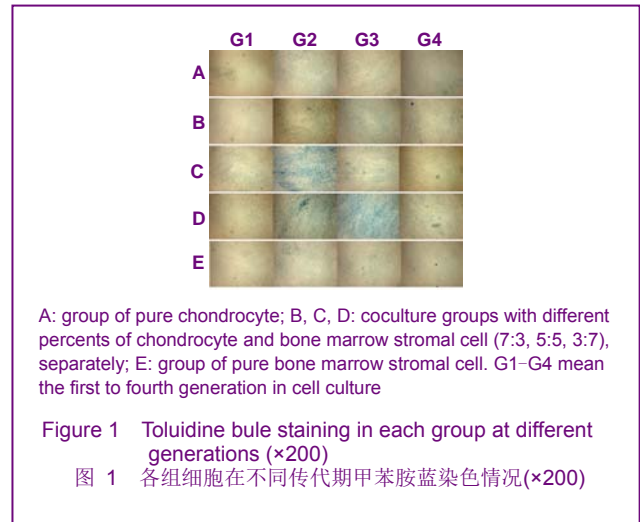 G1 G2 G3 G4
A
B
C
D
E
A: group of pure chondrocyte; B, C, D: coculture groups with different
percents of chondrocyte and bone marrow stromal cell (7:3, 5:5, 3:7),
separately; E: group of pure bone marrow stromal cell. G1-G4 mean
the first to fourth generation in cell culture
Figure 1 Toluidine bule staining in each group at different
generations (×200)
图 1 各组细胞在不同传代期甲苯胺蓝染色情况(×200)